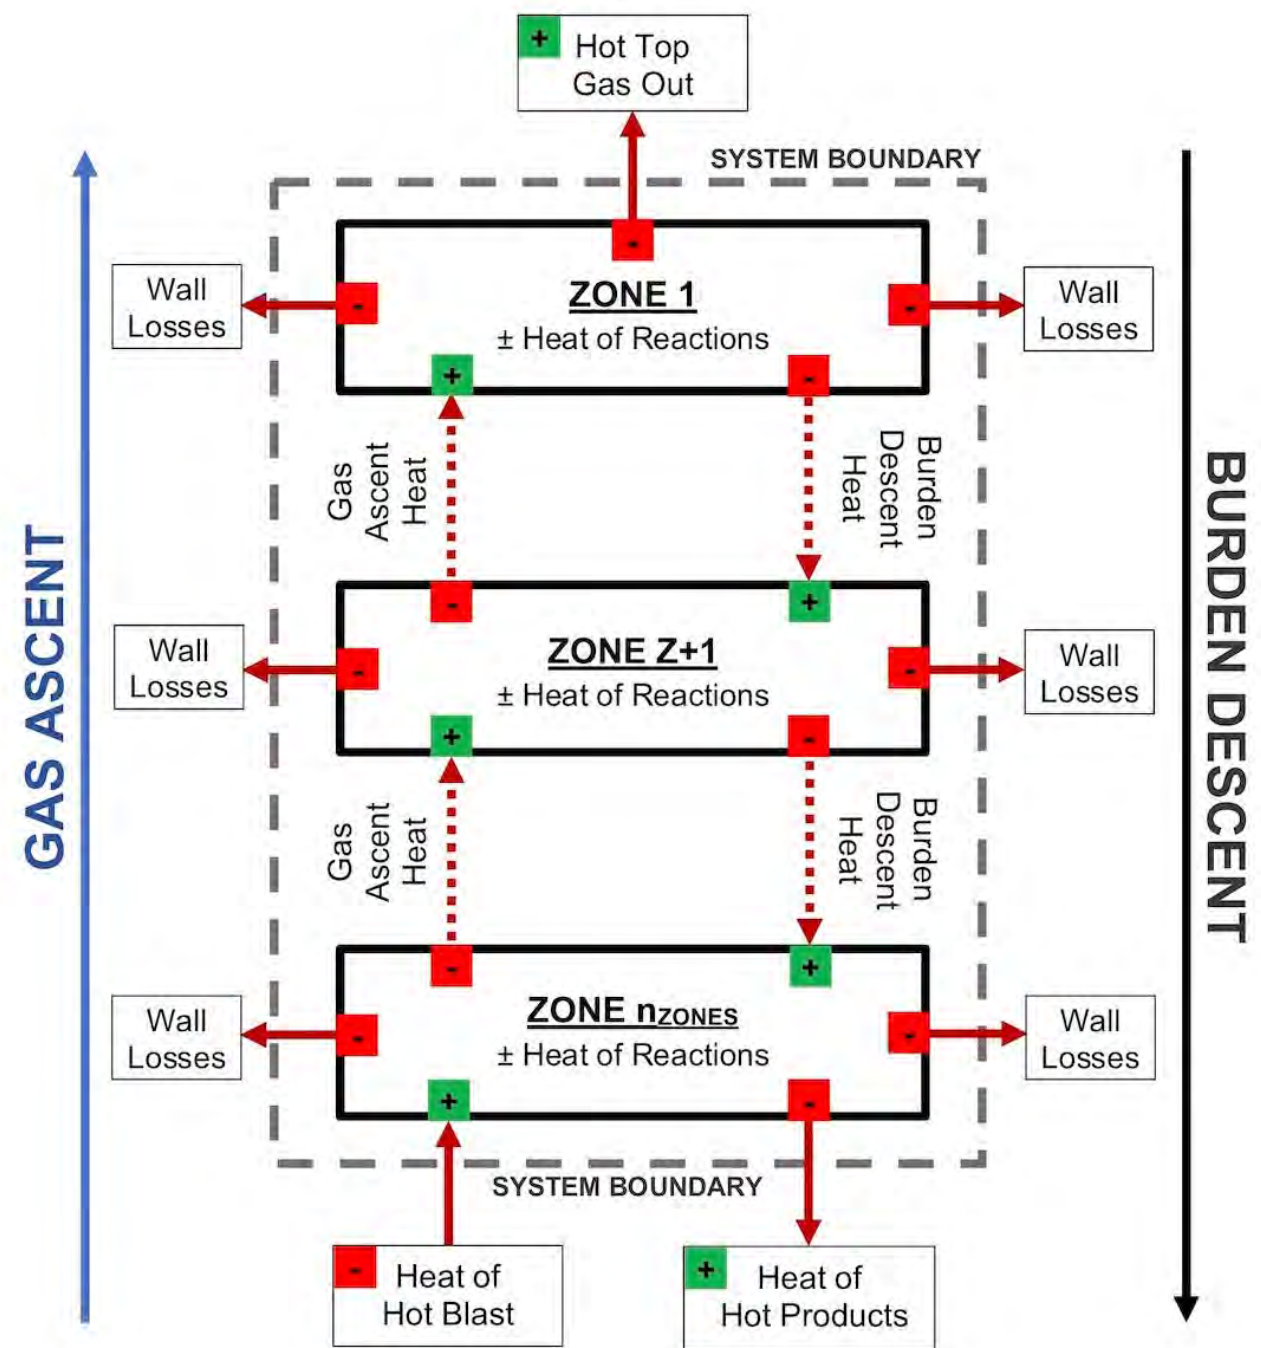 + Hot Top
Gas Out
SYSTEM BOUNDARY
-
Wall
Losses
-
ZONE 1
± Heat of Reactions
-
Wall
Losses
+
-
Gas
Ascent
Heat
Burden
Descent
Heat
GAS ASCENT
BURDEN DESCENT
-
+
Wall
Losses
-
ZONE Z+1
± Heat of Reactions
-
Wall
Losses
+
-
Gas
Ascent
Heat
Burden
Descent
Heat
-
+
Wall
Losses
-
ZONE nZONES
± Heat of Reactions
-
Wall
Losses
+
-
SYSTEM BOUNDARY
- Heat of
Hot Blast
+ Heat of
Hot Products